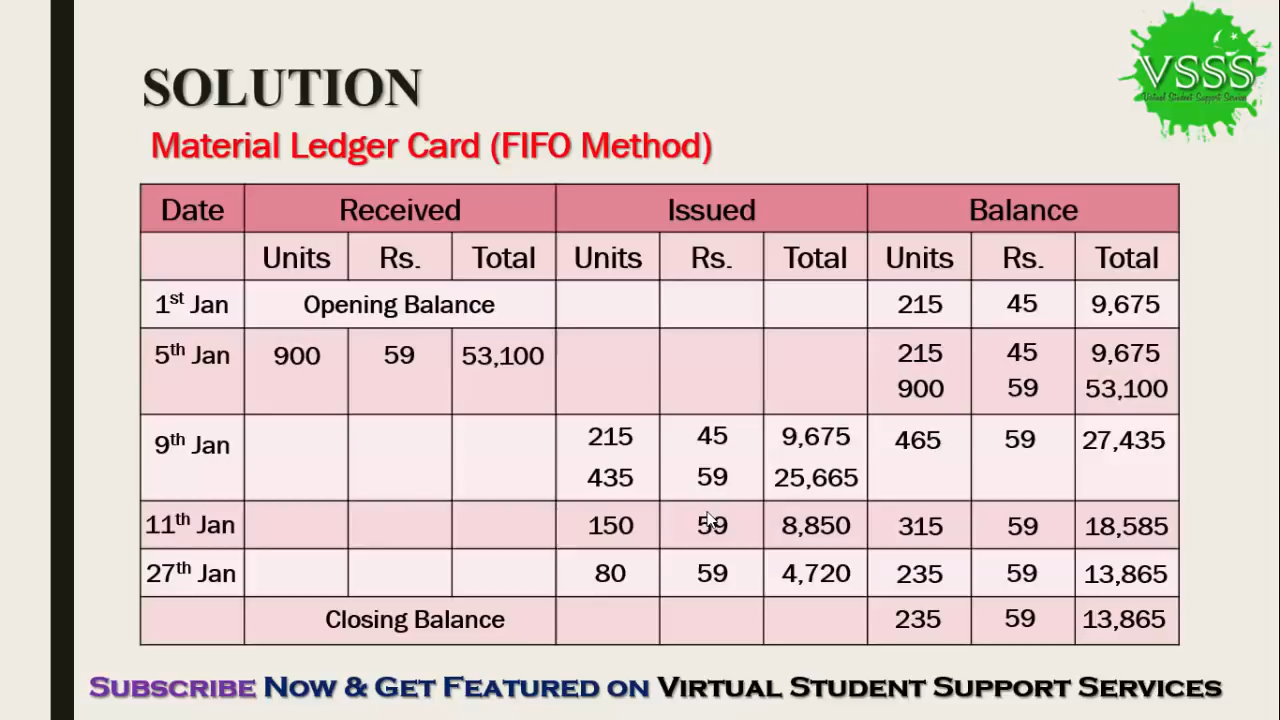 SOLUTION
VSSS
Virtual Student Support Service
Material Ledger Card (FIFO Method)
Date Received Issued Balance
Units Rs. Total Units Rs. Total Units Rs. Total
1st Jan Opening Balance 215 45 9,675
5th Jan 900 59 53,100 215 45 9,675
900 59 53,100
9th Jan 215 45 9,675 465 59 27,435
435 59 25,665
11th Jan 150 59 8,850 315 59 18,585
27th Jan 80 59 4,720 235 59 13,865
Closing Balance 235 59 13,865
SUBSCRIBE NOW & GET FEATURED ON VIRTUAL STUDENT SUPPORT SERVICES